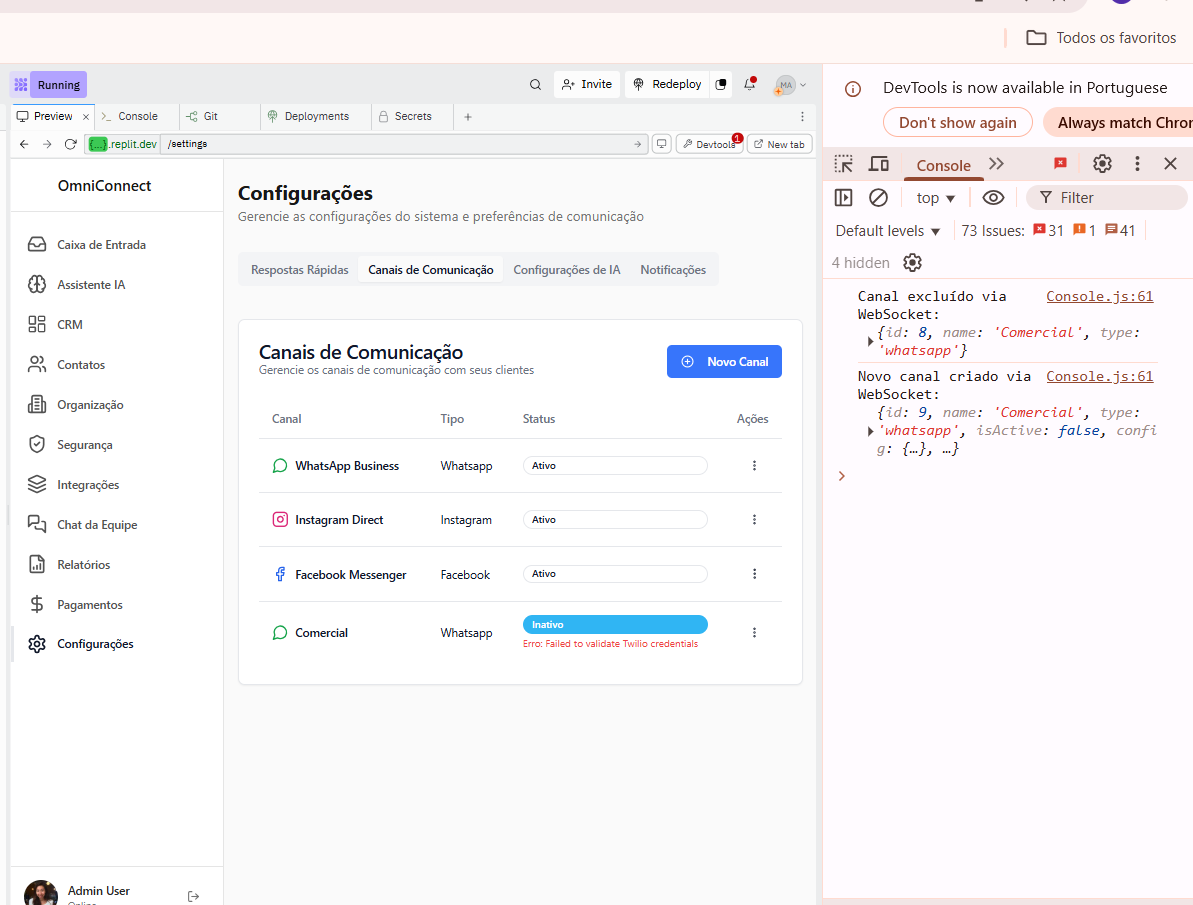 Todos os favoritos
Running
Invite
Redeploy
MA
Preview
Console
Git
Deployments
Secrets
{...}.replit.dev
/settings
Devtools
1
New tab
OmniConnect
Caixa de Entrada
Assistente IA
CRM
Contatos
Organização
Segurança
Integrações
Chat da Equipe
Relatórios
Pagamentos
Configurações
Admin User
Configurações
Gerencie as configurações do sistema e preferências de comunicação
Respostas Rápidas
Canais de Comunicação
Configurações de IA
Notificações
Canais de Comunicação
Gerencie os canais de comunicação com seus clientes
Novo Canal
Canal Tipo Status Ações
WhatsApp Business Whatsapp Ativo
Instagram Direct Instagram Ativo
Facebook Messenger Facebook Ativo
Comercial Whatsapp Inativo
Erro: Failed to validate Twilio credentials
DevTools is now available in Portuguese
Don't show again
Always match Chro
Console
top
Filter
Default levels
73 Issues: 31 1 41
4 hidden
Canal excluído via Console.js:61
WebSocket:
{id: 8, name: 'Comercial', type:
'whatsapp'}
Novo canal criado via Console.js:61
WebSocket:
{id: 9, name: 'Comercial', type:
'whatsapp', isActive: false, confi
g: {…}, …}